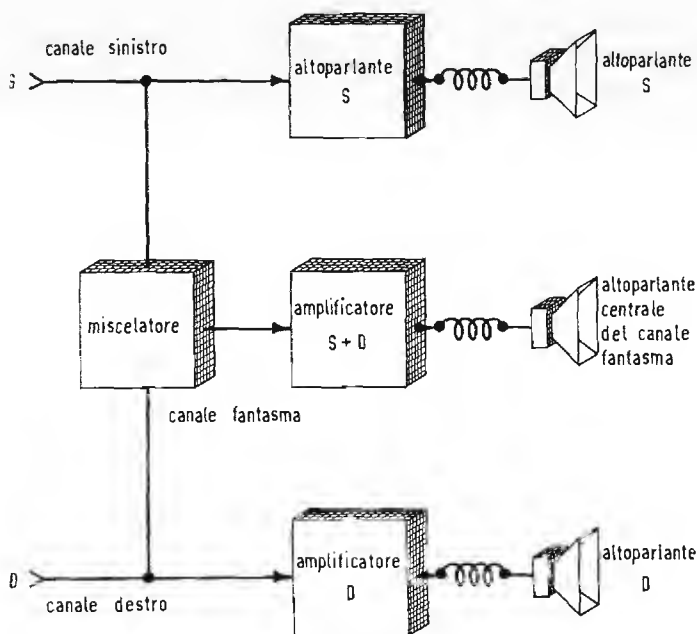 canale sinistro
S
altoparlante
S
altoparlante
S
miscelatore
amplificatore
S + D
altoparlante
centrale
del canale
fantasma
canale fantasma
D
canale destro
amplificatore
D
altoparlante
D